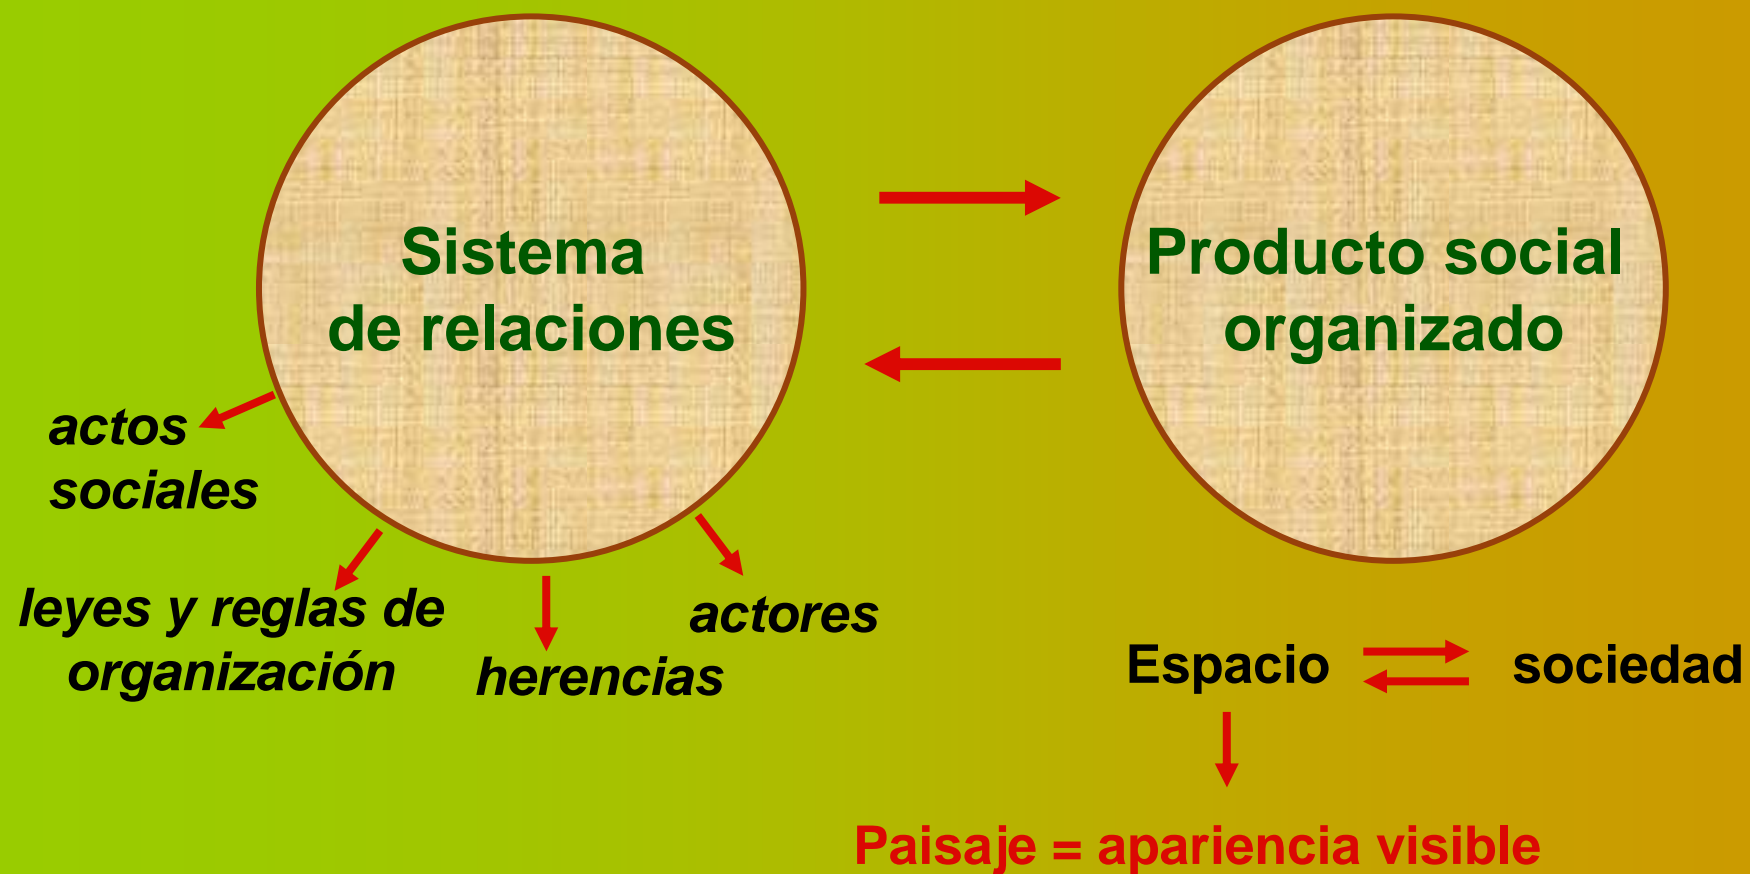 Sistema
de relaciones
Producto social
organizado
actos
sociales
leyes y reglas de
organización
herencias
actores
Espacio
sociedad
Paisaje = apariencia visible